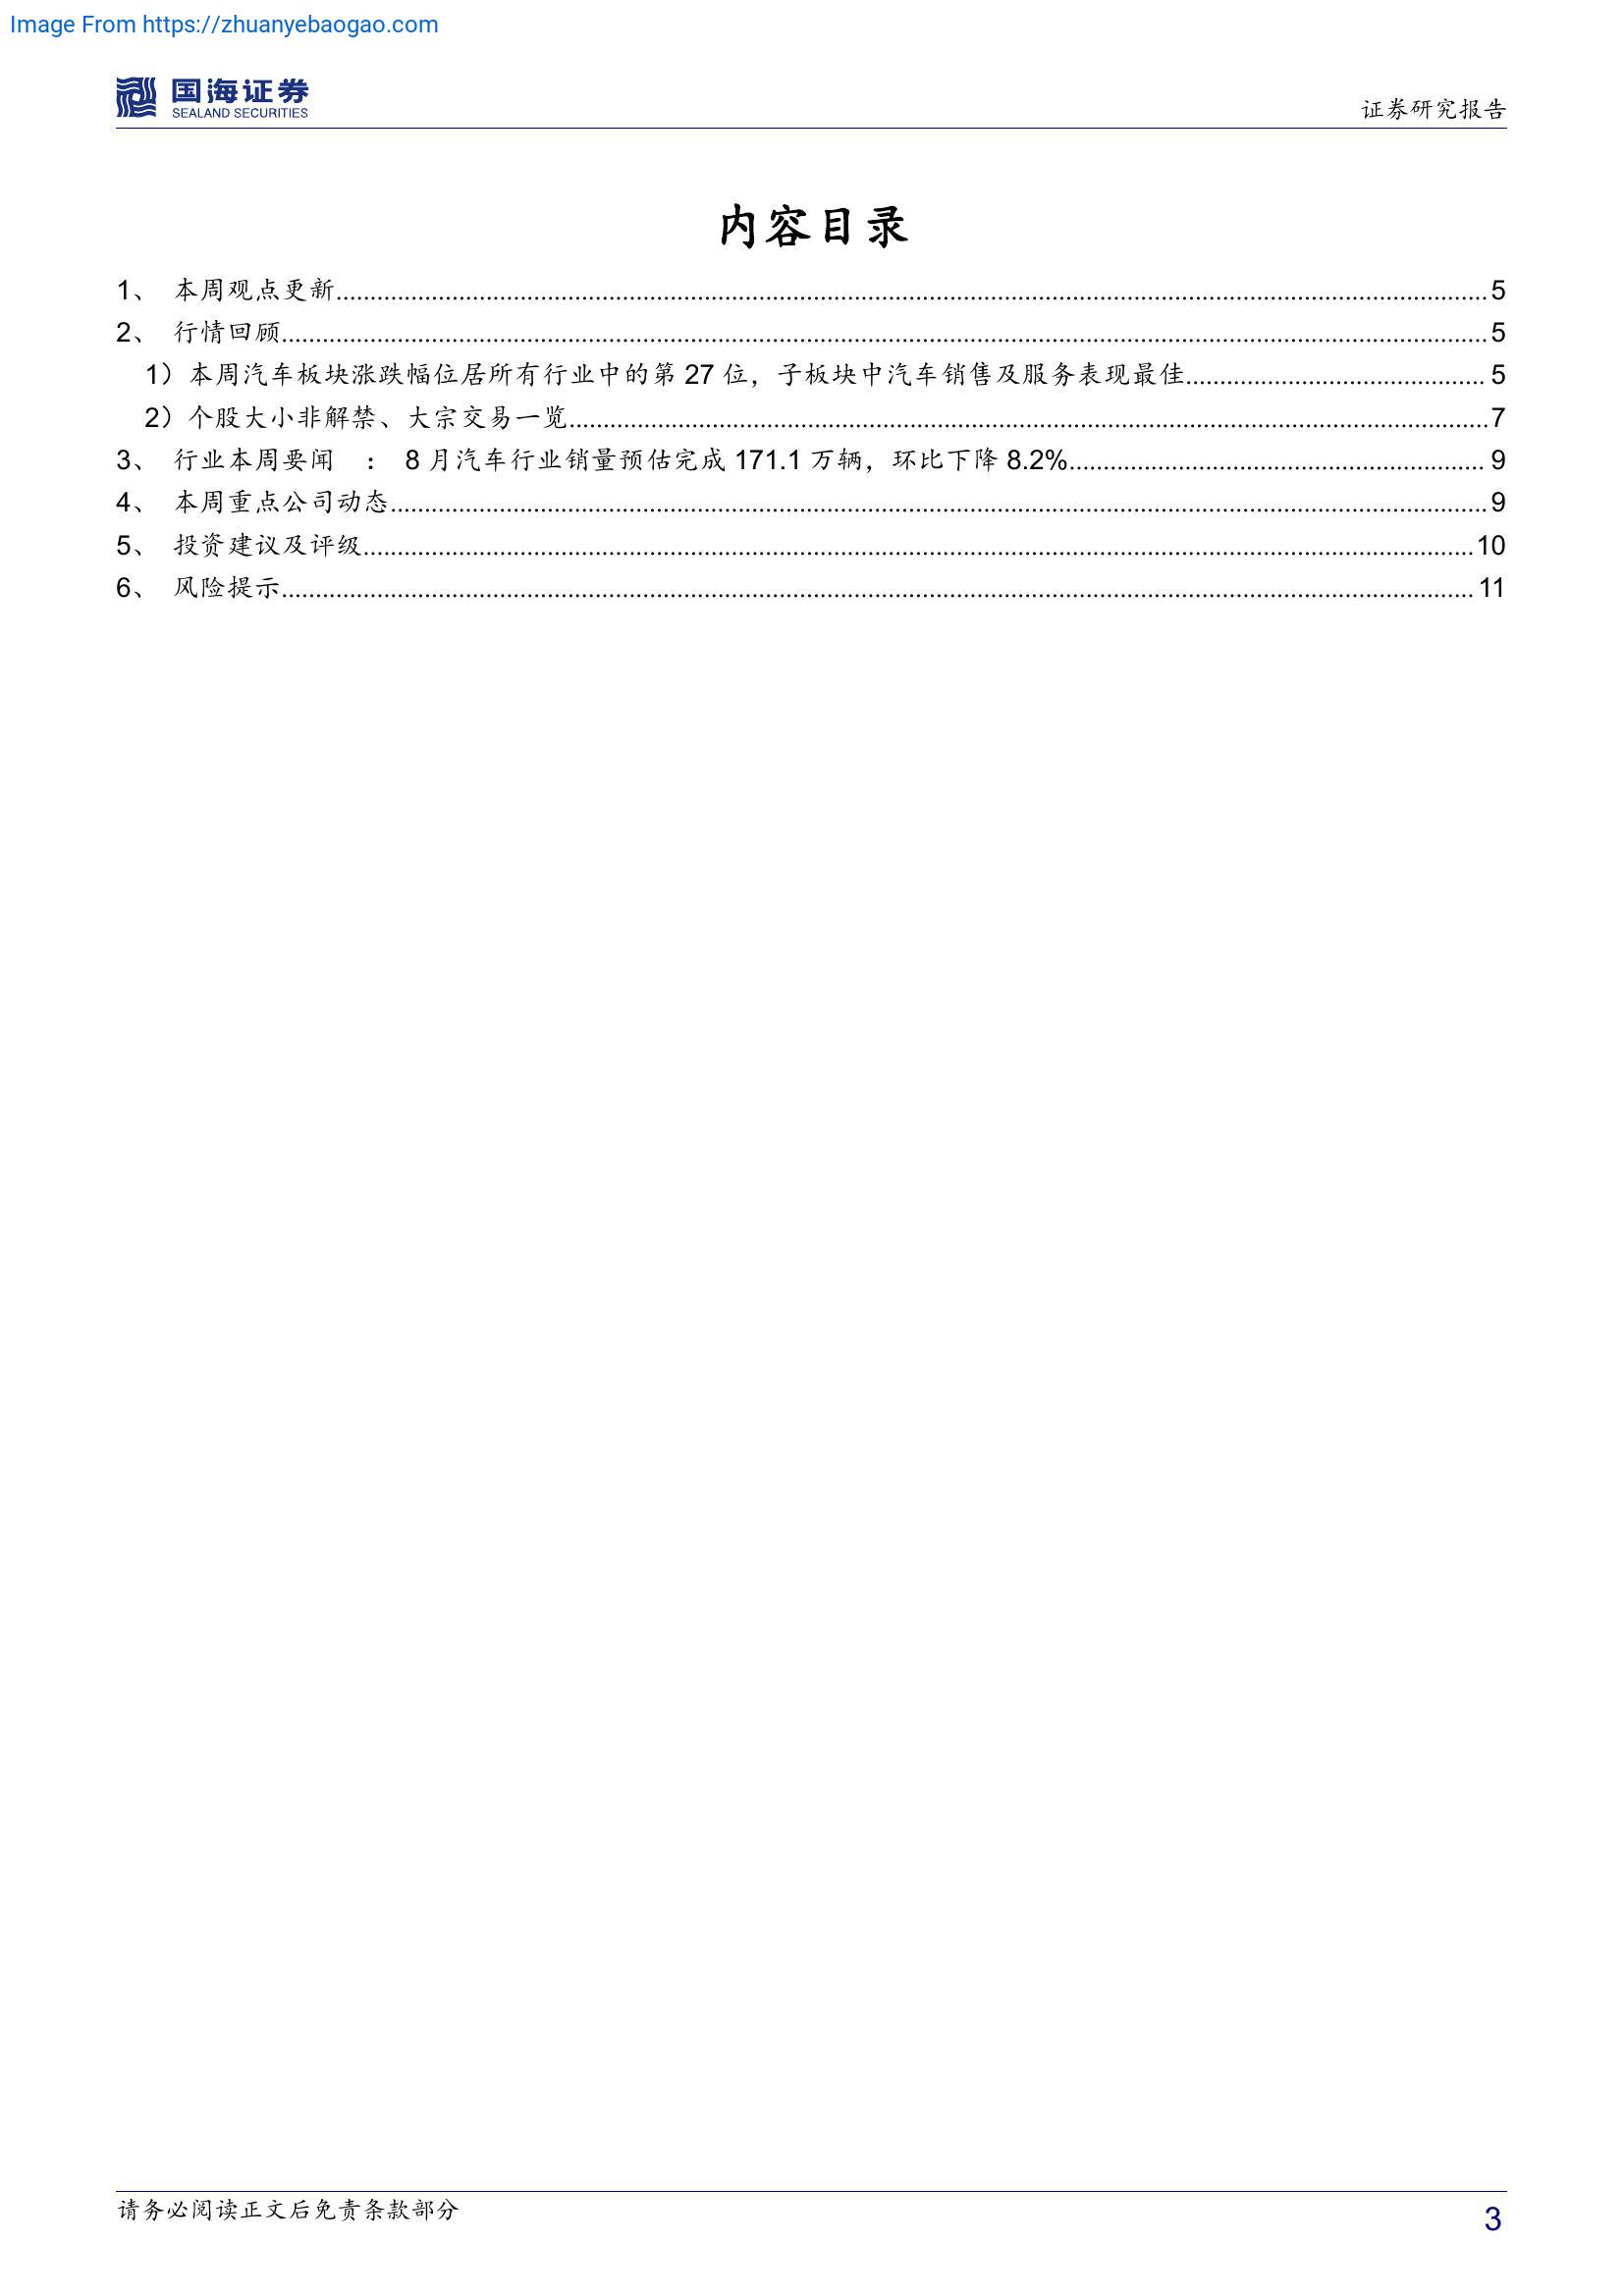 Image From https://zhuanyebaogao.com
国海证券
SEALAND SECURITIES
证券研究报告
内容目录
1、 本周观点更新 5
2、 行情回顾 5
1）本周汽车板块涨跌幅位居所有行业中的第 27 位，子板块中汽车销售及服务表现最佳 5
2）个股大小非解禁、大宗交易一览 7
3、 行业本周要闻 ： 8 月汽车行业销量预估完成 171.1 万辆，环比下降 8.2% 9
4、 本周重点公司动态 9
5、 投资建议及评级 10
6、 风险提示 11
请务必阅读正文后免责条款部分
3